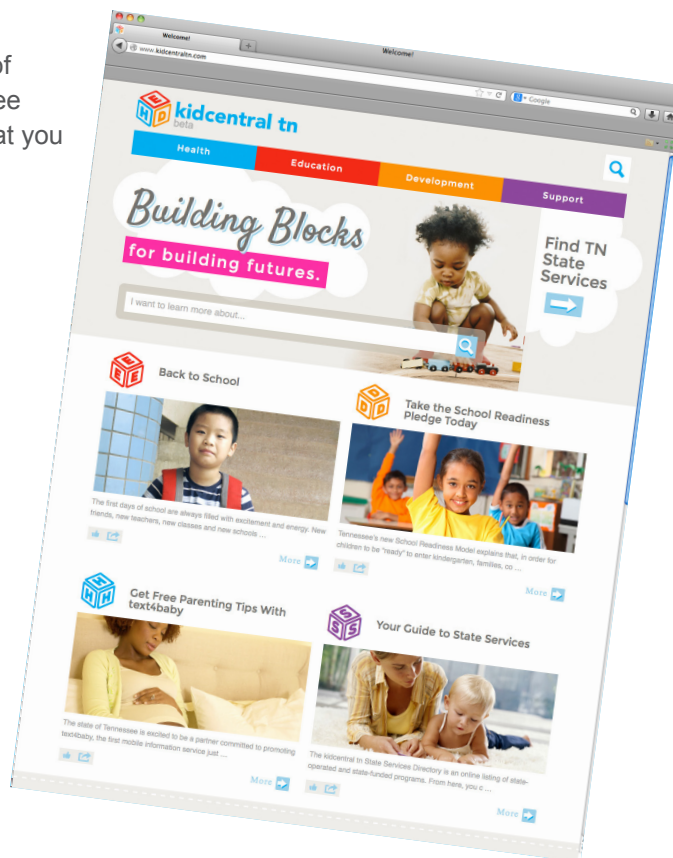 of
ee
at you
Welcome!
Welcome!
www.kidcentraltn.com
Google
E
H D
kidcentral tn
beta
Health
Education
Development
Support
Building Blocks
for building futures.
Find TN
State
Services
I want to learn more about...
E
E E
Back to School
D
D D
Take the School Readiness
Pledge Today
The first days of school are always filled with excitement and energy. New
friends, new teachers, new classes and new schools ...
More
Tennessee's new School Readiness Model explains that, in order for
children to be "ready" to enter kindergarten, families, co ...
More
H
H H
Get Free Parenting Tips With
text4baby
S
S S
Your Guide to State Services
The state of Tennessee is excited to be a partner committed to promoting
text4baby, the first mobile information service just ...
More
The kidcentral tn State Services Directory is an online listing of state-
operated and state-funded programs. From here, you c ...
More